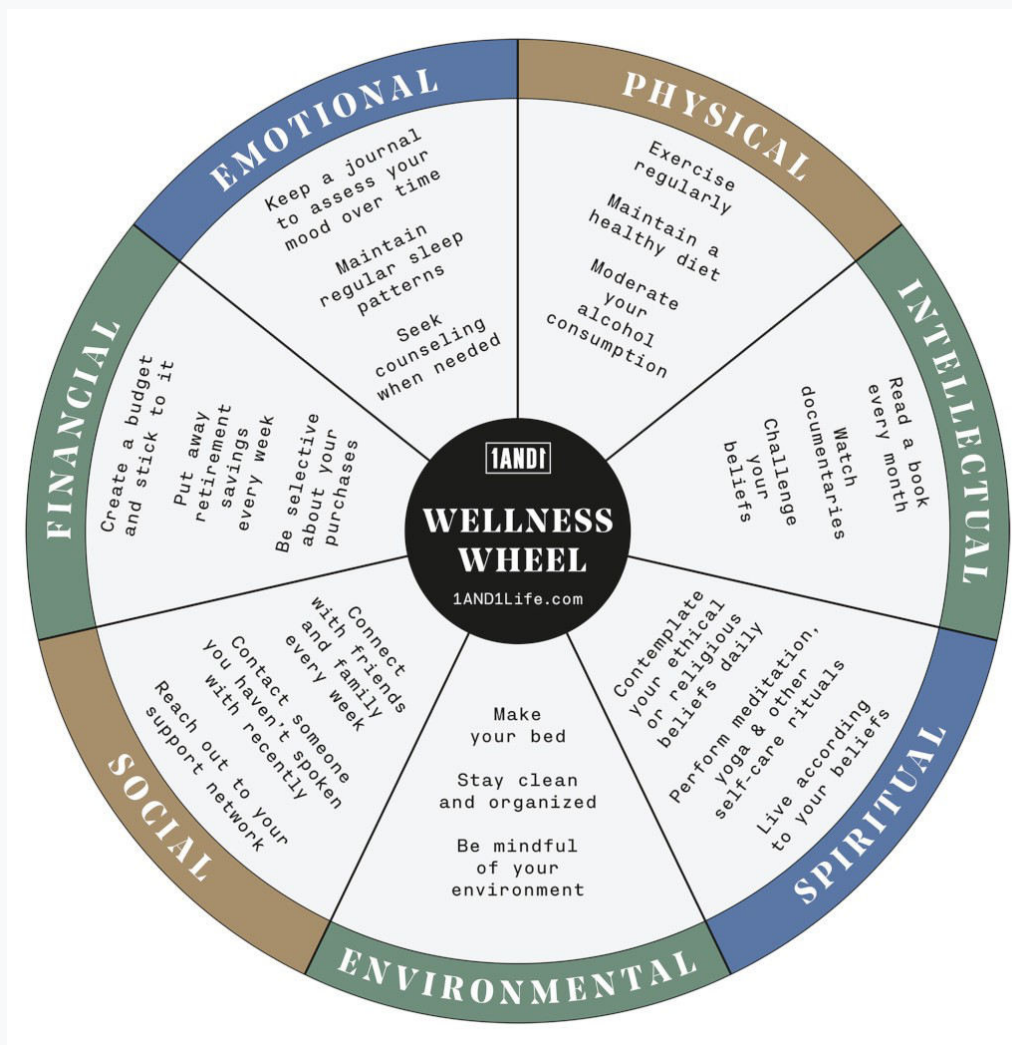 EMOTIONAL
Keep a journal
to assess your
mood over time
Maintain
regular sleep
patterns
Seek
counseling
when needed
PHYSICAL
Exercise
regularly
Maintain a
healthy diet
Moderate
your
alcohol
consumption
INTELLECTUAL
Read a book
every month
Watch
documentaries
Challenge
your
beliefs
SPIRITUAL
Contemplate
your ethical
or religious
beliefs daily
Perform meditation,
yoga & other
self-care rituals
Live according
to your beliefs
ENVIRONMENTAL
Make
your bed
Stay clean
and organized
Be mindful
of your
environment
SOCIAL
Connect
with friends
and family
every week
Contact someone
you haven't spoken
with recently
Reach out to your
support network
FINANCIAL
Create a budget
and stick to it
Put away
retirement
savings
every week
Be selective
about your
purchases
1AND1
WELLNESS
WHEEL
1AND1Life.com